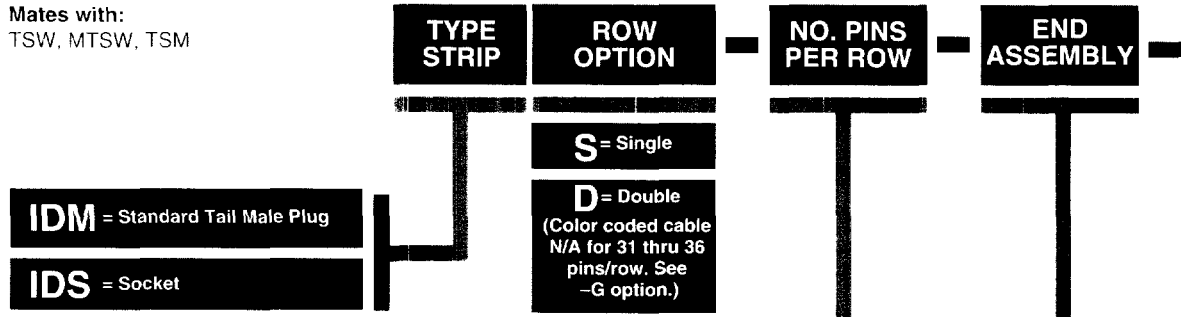 Mates with:
TSW, MTSW, TSM
TYPE
STRIP
ROW
OPTION
NO. PINS
PER ROW
END
ASSEMBLY
S = Single
D = Double
(Color coded cable
N/A for 31 thru 36
pins/row. See
–G option.)
IDM = Standard Tail Male Plug
IDS = Socket